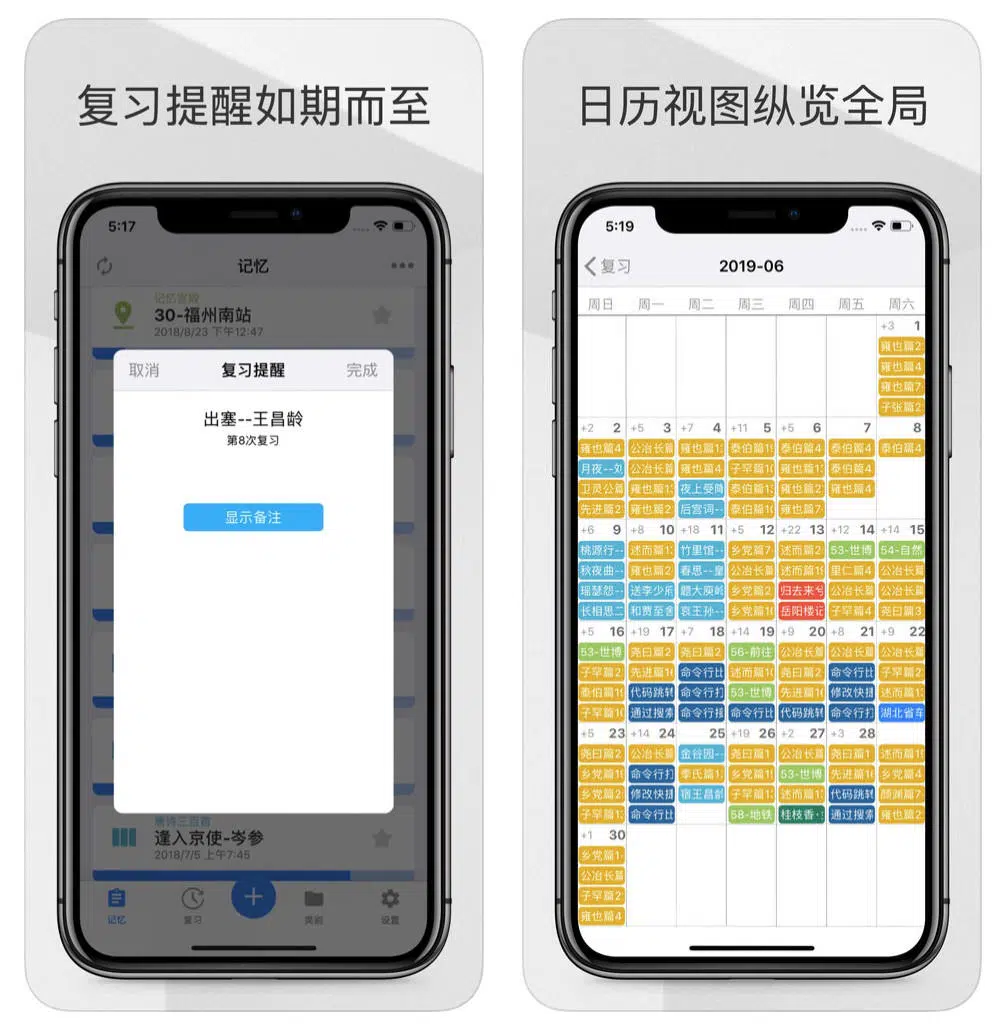 复习提醒如期而至
5:17
记忆
记忆宫殿
30-福州南站
2018/8/23 下午12:47
取消 复习提醒 完成
出塞--王昌龄
第8次复习
显示备注
唐诗三百首
逢入京使-岑参
2018/7/5 上午7:45
记忆 复习 类别 设置
日历视图纵览全局
5:19
复习 2019-06
周日 周一 周二 周三 周四 周五 周六
+3 1
雍也篇2
雍也篇4
雍也篇7
子张篇2
+2 2 +5 3 +7 4 +11 5 +5 6 7 8
雍也篇4 公冶长篇 雍也篇1 泰伯篇1 泰伯篇4 泰伯篇4 泰伯篇4
月夜--刘 公冶长篇 雍也篇4 子罕篇1 雍也篇1 泰伯篇4
卫灵公篇 雍也篇1 夜上受降 泰伯篇1 雍也篇2 雍也篇4
先进篇2 雍也篇2 后宫词-- 泰伯篇1 雍也篇7
+6 9 +8 10 +18 11 +5 12 +22 13 +12 14 +14 15
桃源行-- 述而篇1 竹里馆-- 乡党篇7 述而篇2 53-世博 54-自然
秋夜曲-- 雍也篇2 春思--皇 公冶长篇 述而篇1 里仁篇4 公冶长篇
瑶瑟怨-- 送李少府 题大庾岭 乡党篇2 归去来兮 公冶长篇 公冶长篇
长相思二 和贾至舍 哀王孙-- 乡党篇1 岳阳楼记 子罕篇4 尧曰篇3
+5 16 +19 17 +7 18 +14 19 +9 20 +8 21 +9 22
53-世博 尧曰篇2 尧曰篇2 56-前往 公冶长篇 公冶长篇 公冶长篇
子罕篇2 先进篇1 命令行比 述而篇1 尧曰篇2 命令行比 子罕篇2
泰伯篇1 代码跳转 命令行打 53-世博 先进篇1 修改快捷 述而篇1
子罕篇1 通过搜索 命令行接 命令行比 代码跳转 命令行打 湖北省车
+5 23 +14 24 25 +19 26 +2 27 +3 28
尧曰篇2 公冶长篇 金谷园-- 尧曰篇1 公冶长篇 尧曰篇1 述而篇1
乡党篇1 命令行打 季氏篇1 乡党篇1 53-世博 先进篇1 乡党篇4
乡党篇2 修改快捷 宿王昌龄 子罕篇1 述而篇1 代码跳转 颜渊篇7
子罕篇1 命令行比 58-地铁 桂枝香· 通过搜索 雍也篇2
+1 30
乡党篇1
公冶长篇
子罕篇2
雍也篇4